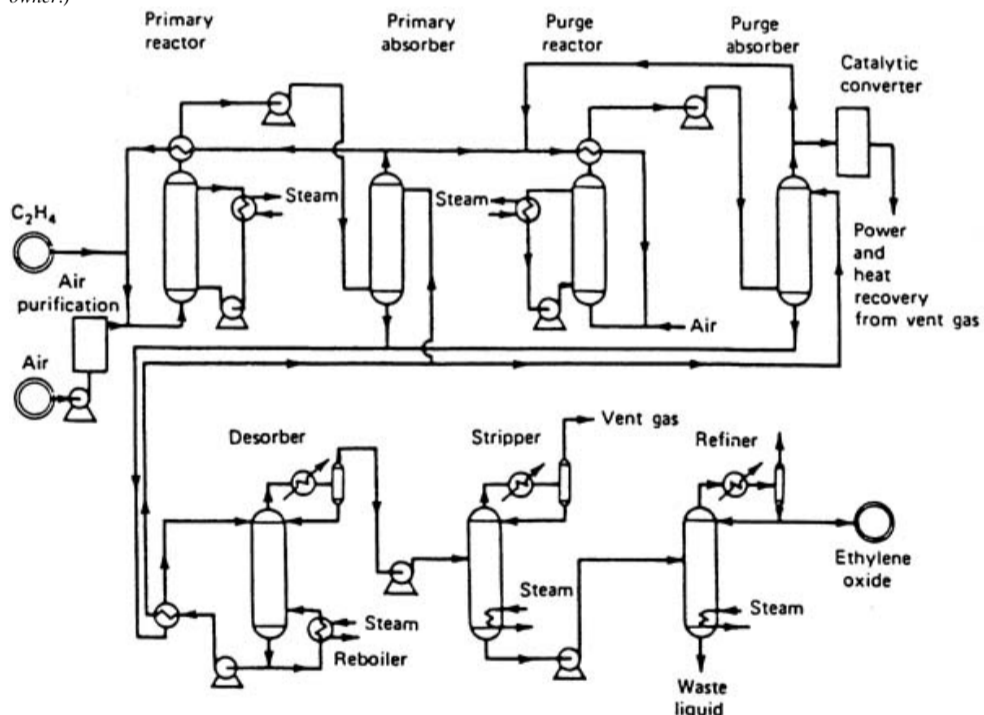 owner.)
Primary
reactor
Primary
absorber
Purge
reactor
Purge
absorber
Catalytic
converter
Steam
Steam
C₂H₄
Air
purification
Air
Air
Power
and
heat
recovery
from vent gas
Desorber
Stripper
Vent gas
Refiner
Ethylene
oxide
Steam
Reboiler
Steam
Steam
Waste
liquid